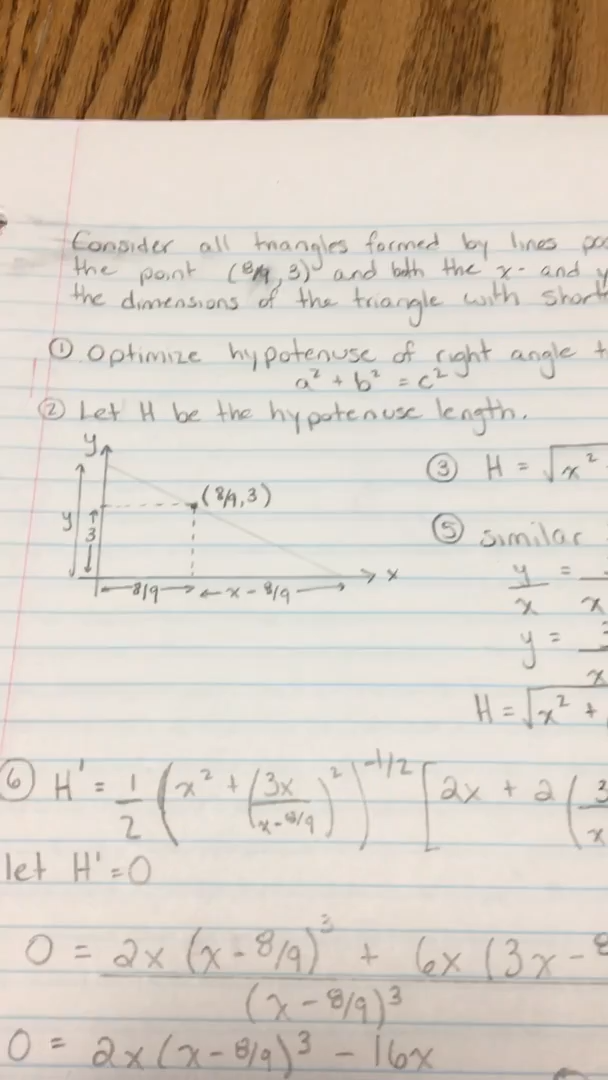 Consider all triangles formed by lines
the point (8/9, 3) and both the x- and y
the dimensions of the triangle with short
① Optimize hypotenuse of right angle
a² + b² = c²
② Let H be the hypotenuse length.
y
(8/9, 3)
y
3
8/9
x - 8/9
x
③ H = √x²
⑤ similar
y/x =
x
y = 3
x
H = √x² +
⑥ H' = 1/2 (x² + (3x/(x-8/9))²)^-1/2 [2x + 2 (3
x
let H' = 0
0 = 2x (x - 8/9)³ + 6x (3x - 8
(x - 8/9)³
0 = 2x (x - 8/9)³ - 16x